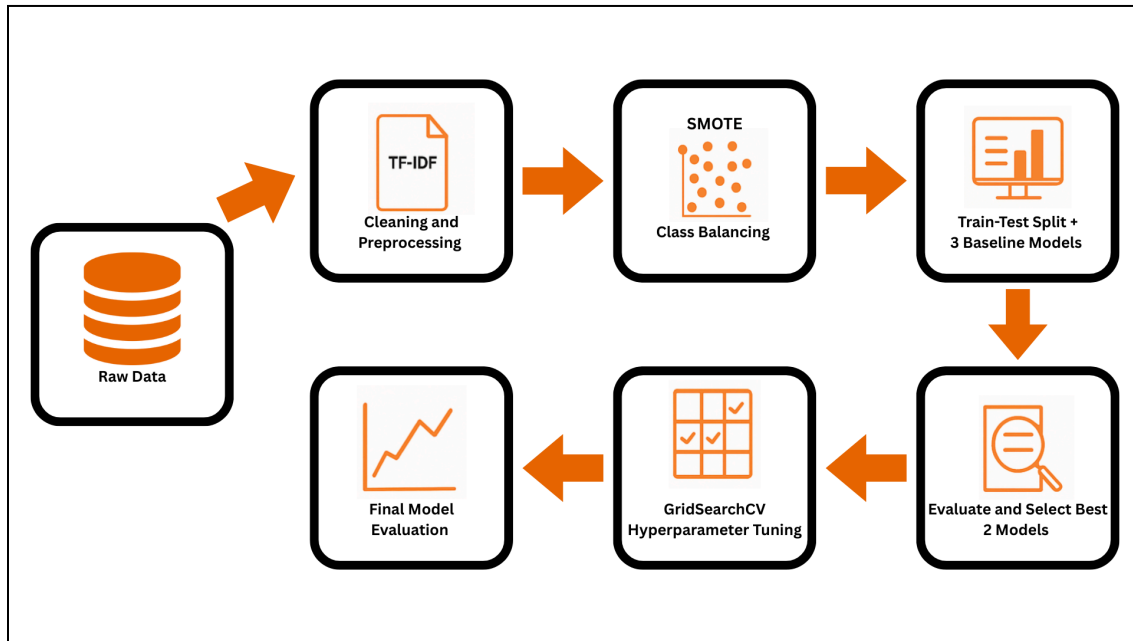 Raw Data
TF-IDF
Cleaning and
Preprocessing
SMOTE
Class Balancing
Train-Test Split +
3 Baseline Models
Evaluate and Select Best
2 Models
GridSearchCV
Hyperparameter Tuning
Final Model
Evaluation